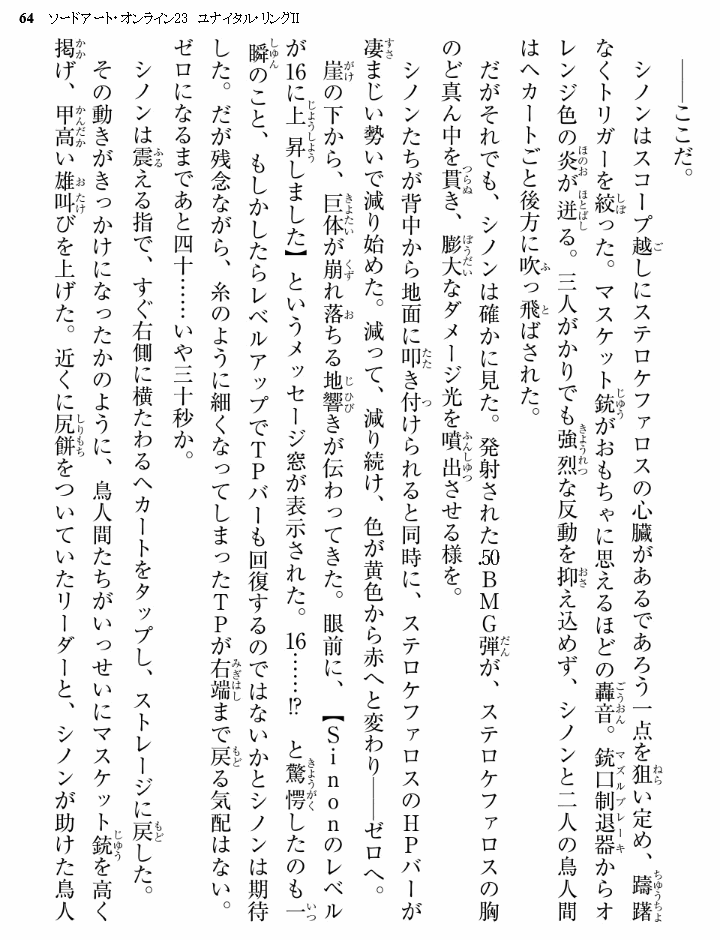 64 ソードアート・オンライン23 ユナイタル・リングII
――ここだ。
シノンはスコープ越しにステロケファロスの心臓があるであろう一点を狙い定め、躊躇
なくトリガーを絞った。マスケット銃がおもちゃに思えるほどの轟音。銃口制退器からオ
レンジ色の炎が迸る。三人がかりでも強烈な反動を抑え込めず、シノンと二人の鳥人間
はヘカートごと後方に吹っ飛ばされた。
だがそれでも、シノンは確かに見た。発射された.50BMG弾が、ステロケファロスの胸
のど真ん中を貫き、膨大なダメージ光を噴出させる様を。
シノンたちが背中から地面に叩き付けられると同時に、ステロケファロスのHPバーが
凄まじい勢いで減り始めた。減って、減り続け、色が黄色から赤へと変わり――ゼロへ。
崖の下から、巨体が崩れ落ちる地響きが伝わってきた。眼前に、【Sinonのレベル
が16に上昇しました】というメッセージ窓が表示された。16……!? と驚愕したのも一
瞬のこと、もしかしたらレベルアップでTPバーも回復するのではないかとシノンは期待
した。だが残念ながら、糸のように細くなってしまったTPが右端まで戻る気配はない。
ゼロになるまであと四十……いや三十秒か。
シノンは震える指で、すぐ右側に横たわるヘカートをタップし、ストレージに戻した。
その動きがきっかけになったかのように、鳥人間たちがいっせいにマスケット銃を高く
掲げ、甲高い雄叫びを上げた。近くに尻餅をついていたリーダーと、シノンが助けた鳥人